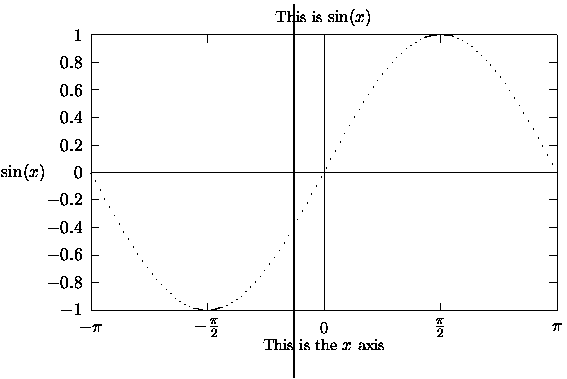 This is sin(x)
1
0.8
0.6
0.4
0.2
sin(x) 0
−0.2
−0.4
−0.6
−0.8
−1
−π −π/2 0 π/2 π
This is the x axis